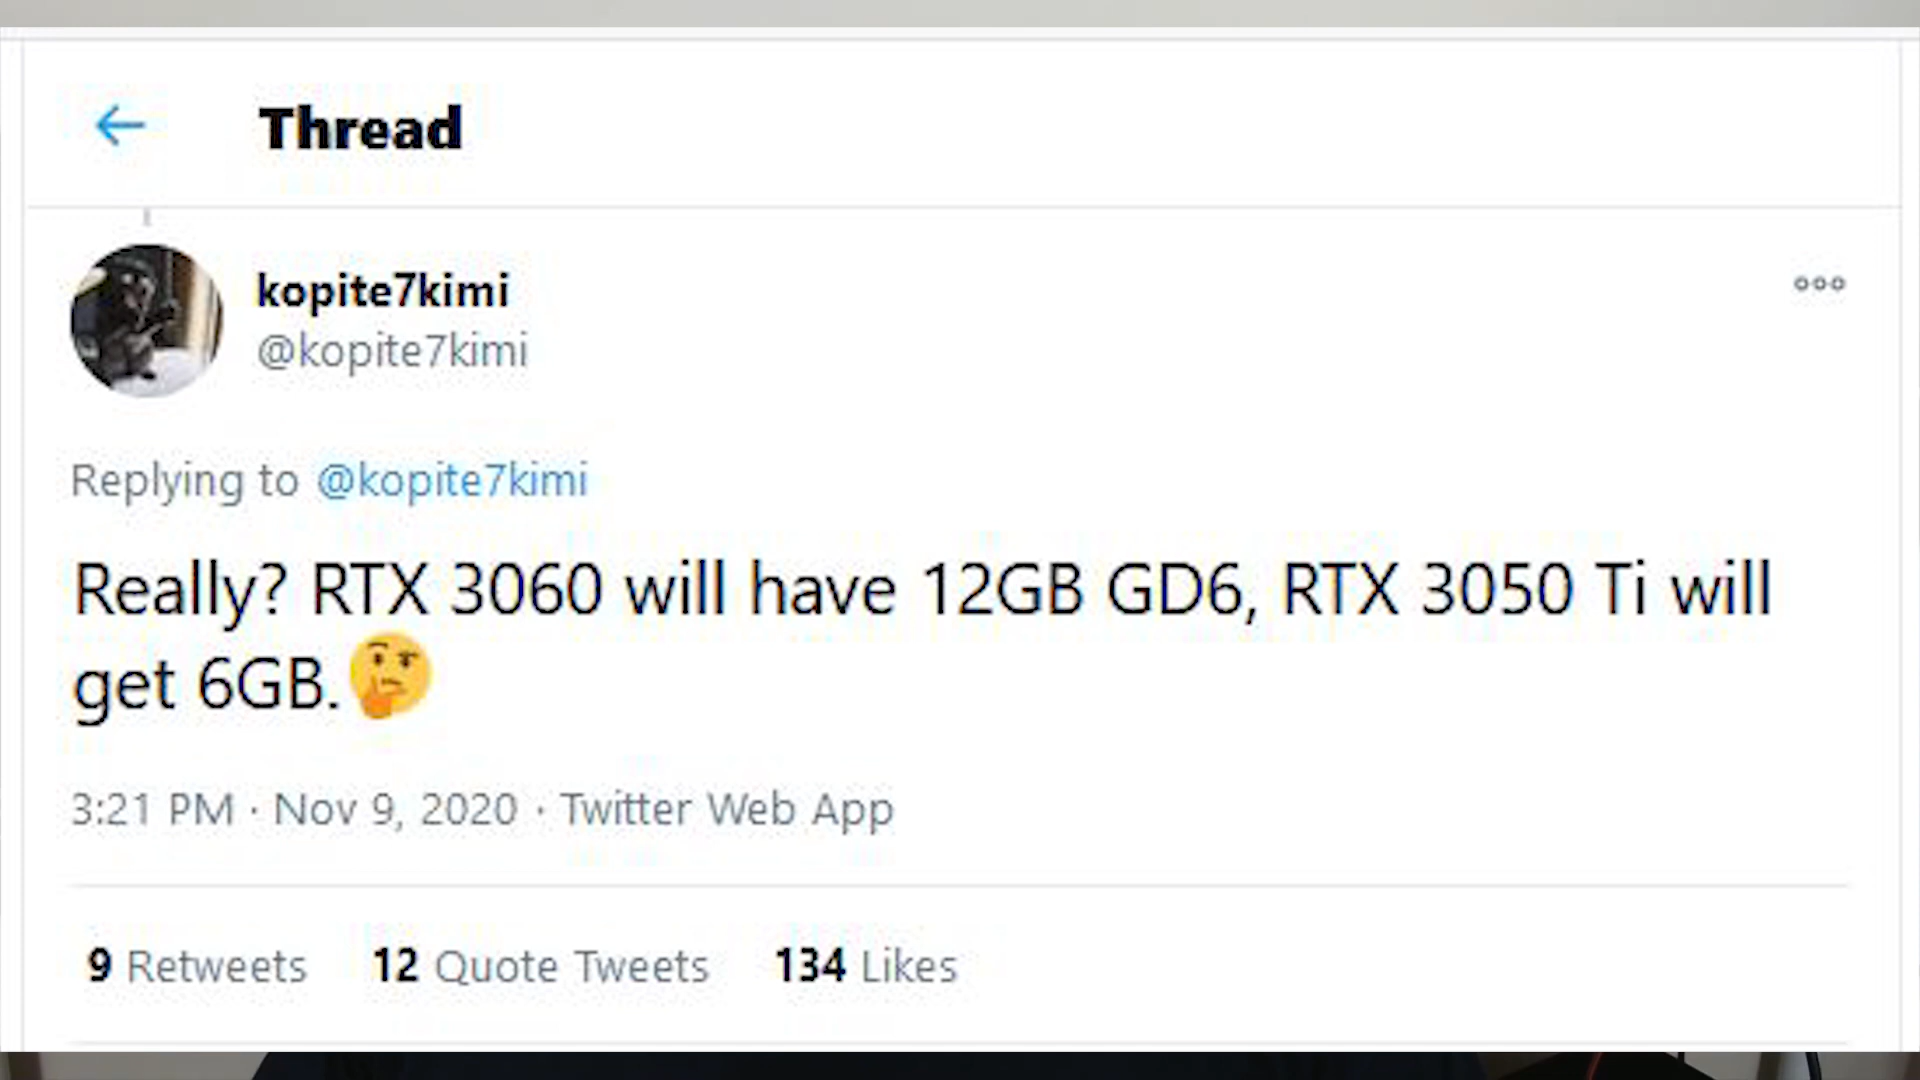 Thread
kopite7kimi
@kopite7kimi
Replying to @kopite7kimi
Really? RTX 3060 will have 12GB GD6, RTX 3050 Ti will
get 6GB.🤔
3:21 PM · Nov 9, 2020 · Twitter Web App
9 Retweets 12 Quote Tweets 134 Likes